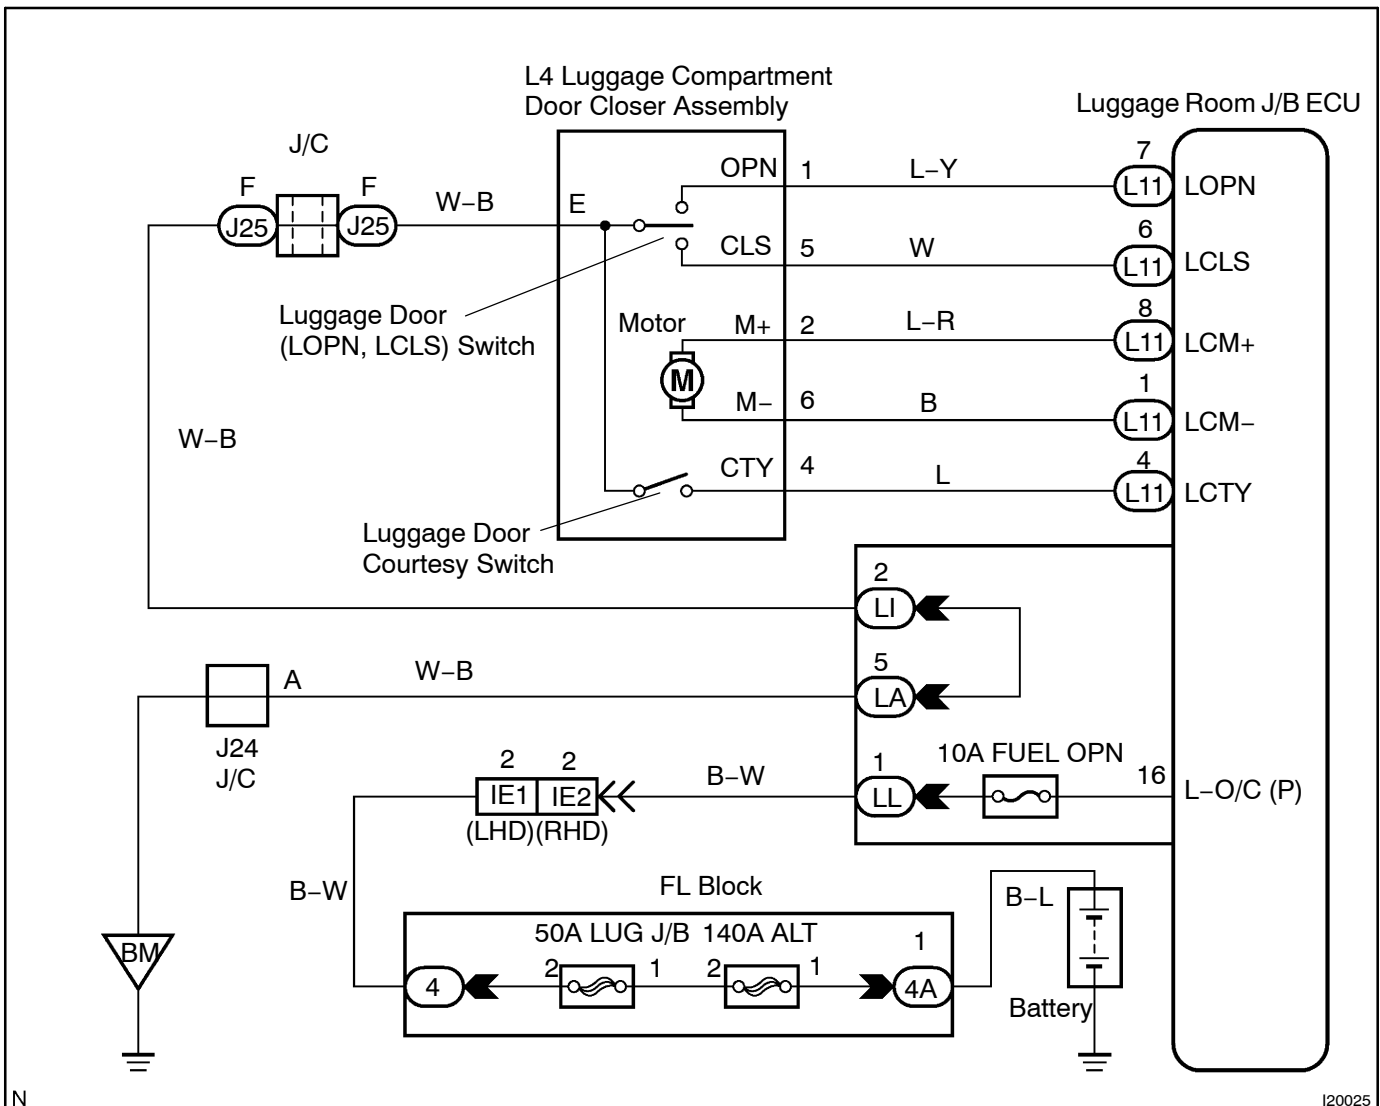 L4 Luggage Compartment
Door Closer Assembly
Luggage Room J/B ECU
J/C
F F
J25 J25
W−B
E
OPN 1 L−Y 7 L11 LOPN
CLS 5 W 6 L11 LCLS
Luggage Door
(LOPN, LCLS) Switch
Motor
M
M+ 2 L−R 8 L11 LCM+
M− 6 B 1 L11 LCM−
W−B
CTY 4 L 4 L11 LCTY
Luggage Door
Courtesy Switch
2
LI
5
LA
W−B
A
J24
J/C
10A FUEL OPN
1
LL
16
L−O/C (P)
B−W
2 2
IE1 IE2
(LHD)(RHD)
B−W
FL Block
50A LUG J/B 140A ALT
2 1 2 1
4
1
4A
B−L
Battery
BM
N
I20025